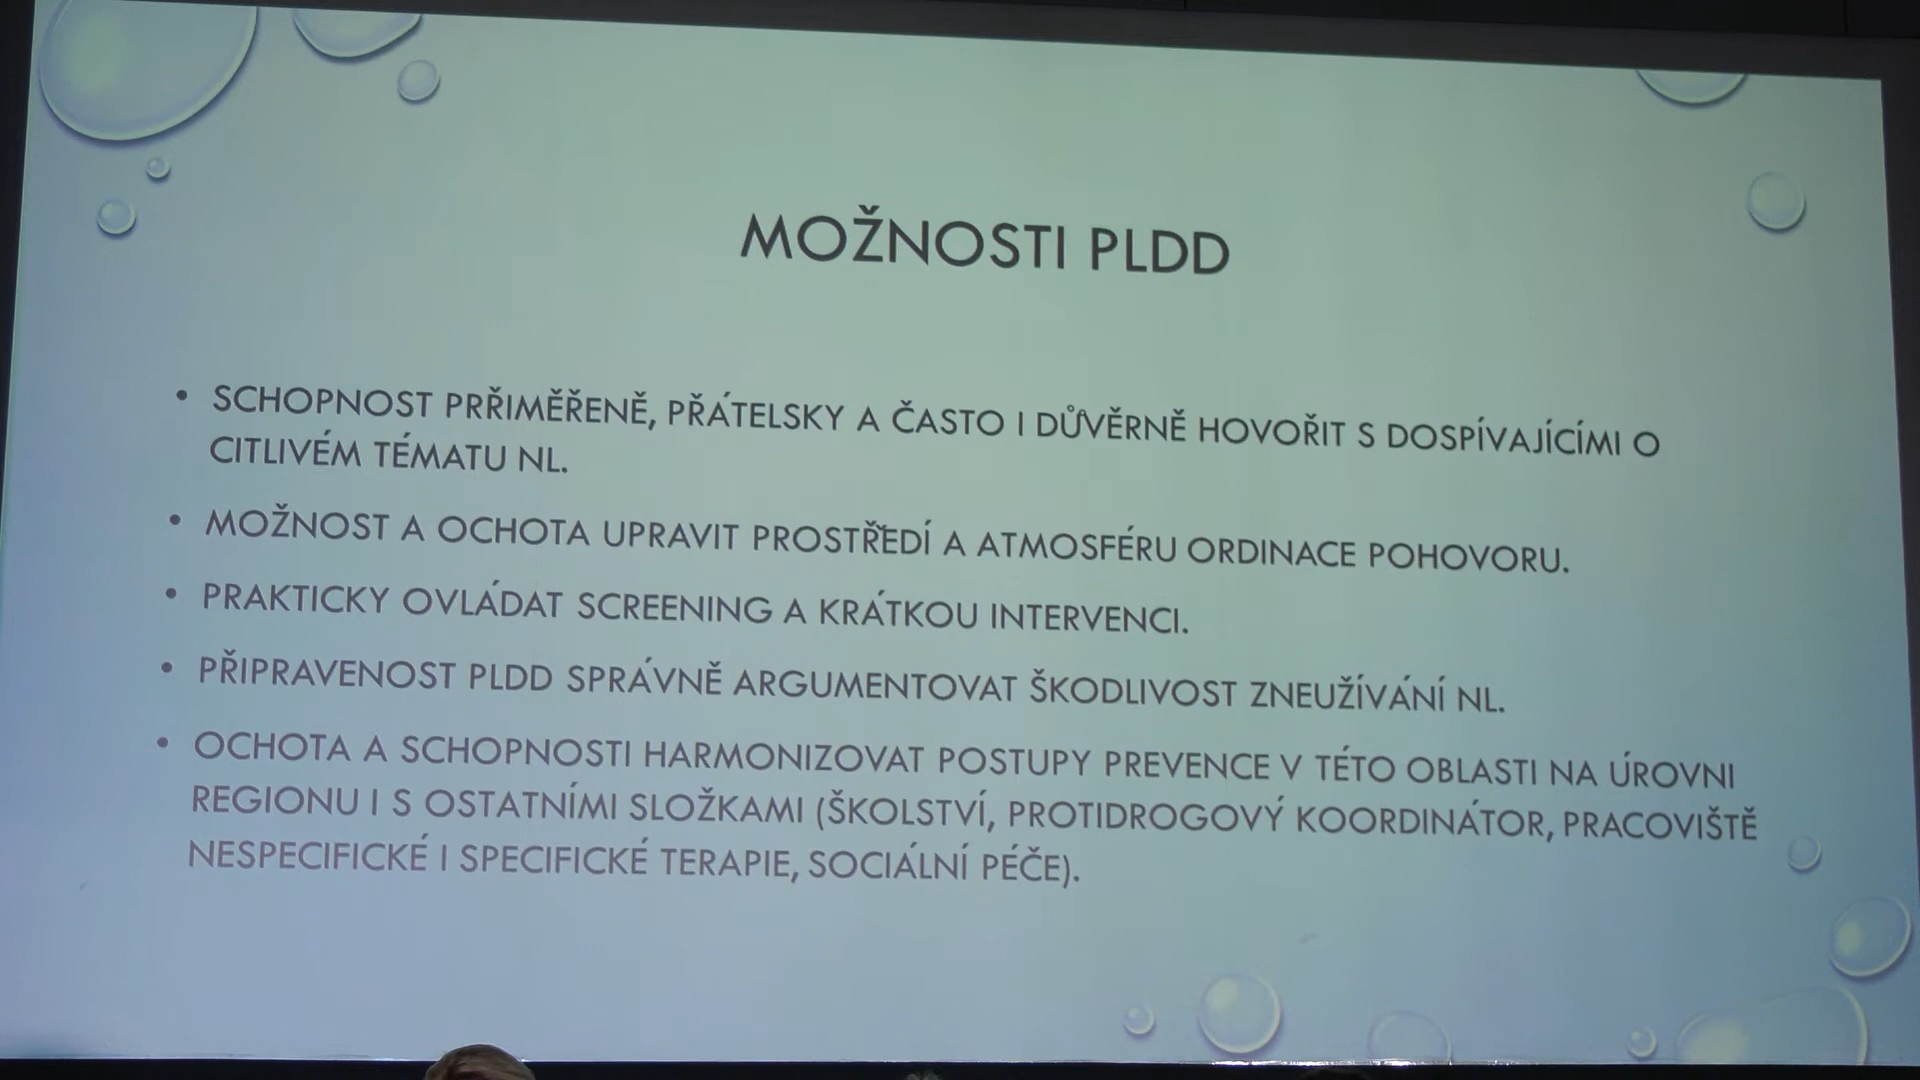 MOŽNOSTI PLDD
• SCHOPNOST PRŘIMĚŘENĚ, PŘÁTELSKY A ČASTO I DŮVĚRNĚ HOVOŘIT S DOSPÍVAJÍCÍMI O
CITLIVÉM TÉMATU NL.
• MOŽNOST A OCHOTA UPRAVIT PROSTŘEDÍ A ATMOSFÉRU ORDINACE POHOVORU.
• PRAKTICKY OVLÁDAT SCREENING A KRÁTKOU INTERVENCI.
• PŘIPRAVENOST PLDD SPRÁVNĚ ARGUMENTOVAT ŠKODLIVOST ZNEUŽÍVÁNÍ NL.
• OCHOTA A SCHOPNOSTI HARMONIZOVAT POSTUPY PREVENCE V TÉTO OBLASTI NA ÚROVNI
REGIONU I S OSTATNÍMI SLOŽKAMI (ŠKOLSTVÍ, PROTIDROGOVÝ KOORDINÁTOR, PRACOVIŠTĚ
NESPECIFICKÉ I SPECIFICKÉ TERAPIE, SOCIÁLNÍ PÉČE).